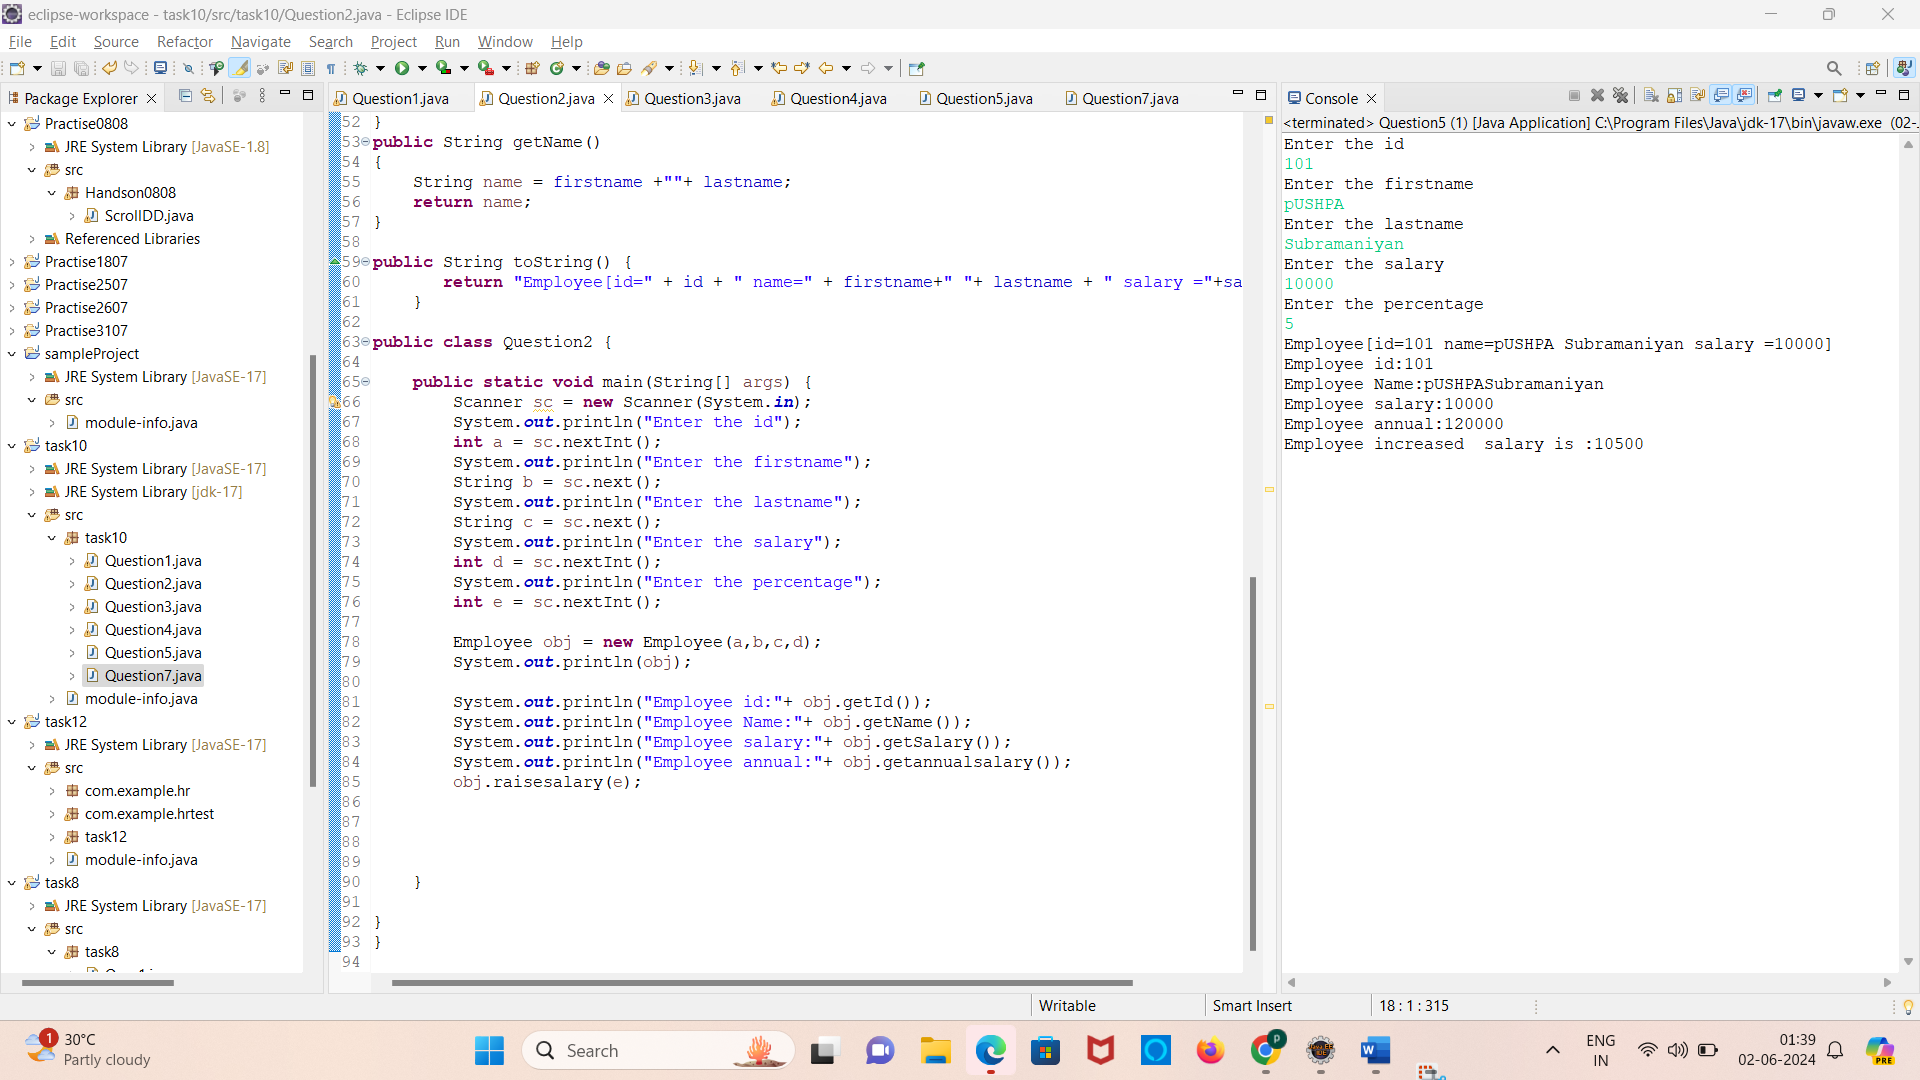 eclipse-workspace - task10/src/task10/Question2.java - Eclipse IDE
File Edit Source Refactor Navigate Search Project Run Window Help
Package Explorer
Practise0808
JRE System Library [JavaSE-1.8]
src
Handson0808
ScrollDD.java
Referenced Libraries
Practise1807
Practise2507
Practise2607
Practise3107
sampleProject
JRE System Library [JavaSE-17]
src
module-info.java
task10
JRE System Library [JavaSE-17]
JRE System Library [jdk-17]
src
task10
Question1.java
Question2.java
Question3.java
Question4.java
Question5.java
Question7.java
module-info.java
task12
JRE System Library [JavaSE-17]
src
com.example.hr
com.example.hrtest
task12
module-info.java
task8
JRE System Library [JavaSE-17]
src
task8
Question1.java Question2.java Question3.java Question4.java Question5.java Question7.java
52 }
53 public String getName()
54 {
55 String name = firstname +""+ lastname;
56 return name;
57 }
58
59 public String toString() {
60 return "Employee[id=" + id + " name=" + firstname+" "+ lastname + " salary ="+sa
61 }
62
63 public class Question2 {
64
65 public static void main(String[] args) {
66 Scanner sc = new Scanner(System.in);
67 System.out.println("Enter the id");
68 int a = sc.nextInt();
69 System.out.println("Enter the firstname");
70 String b = sc.next();
71 System.out.println("Enter the lastname");
72 String c = sc.next();
73 System.out.println("Enter the salary");
74 int d = sc.nextInt();
75 System.out.println("Enter the percentage");
76 int e = sc.nextInt();
77
78 Employee obj = new Employee(a,b,c,d);
79 System.out.println(obj);
80
81 System.out.println("Employee id:"+ obj.getId());
82 System.out.println("Employee Name:"+ obj.getName());
83 System.out.println("Employee salary:"+ obj.getSalary());
84 System.out.println("Employee annual:"+ obj.getannualsalary());
85 obj.raisesalary(e);
86
87
88
89
90 }
91
92 }
93 }
94
Console
<terminated> Question5 (1) [Java Application] C:\Program Files\Java\jdk-17\bin\javaw.exe (02-
Enter the id
101
Enter the firstname
pUSHPA
Enter the lastname
Subramaniyan
Enter the salary
10000
Enter the percentage
5
Employee[id=101 name=pUSHPA Subramaniyan salary =10000]
Employee id:101
Employee Name:pUSHPASubramaniyan
Employee salary:10000
Employee annual:120000
Employee increased  salary is :10500
Writable Smart Insert 18 : 1 : 315
1
30°C
Partly cloudy
Search
P
PRE
ENG
IN
01:39
02-06-2024